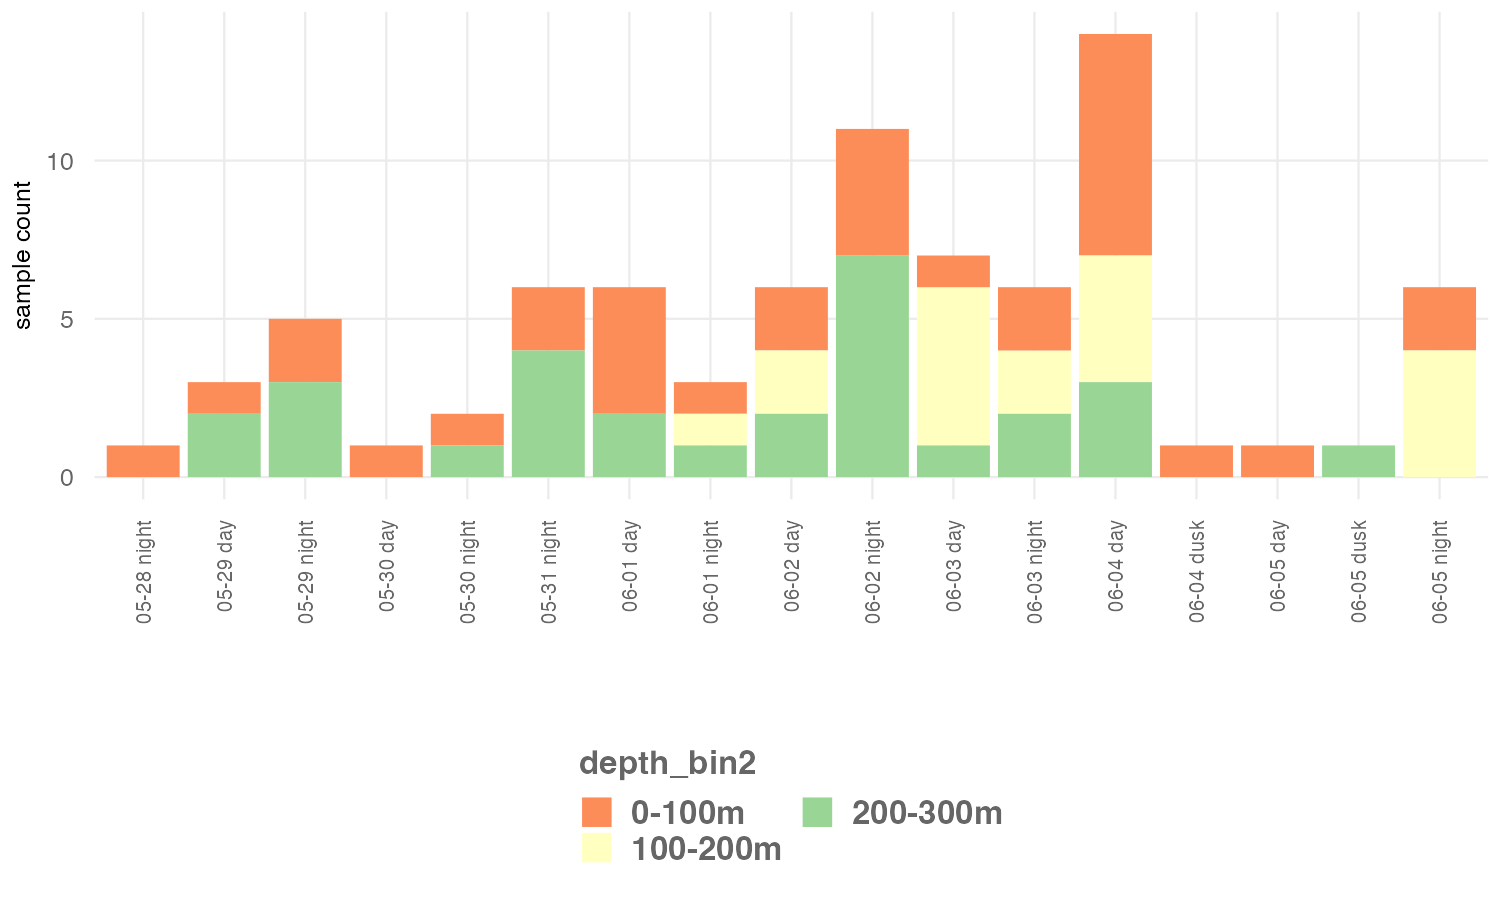 sample count
10
5
0
05-28 night
05-29 day
05-29 night
05-30 day
05-30 night
05-31 night
06-01 day
06-01 night
06-02 day
06-02 night
06-03 day
06-03 night
06-04 day
06-04 dusk
06-05 day
06-05 dusk
06-05 night
depth_bin2
0-100m
200-300m
100-200m